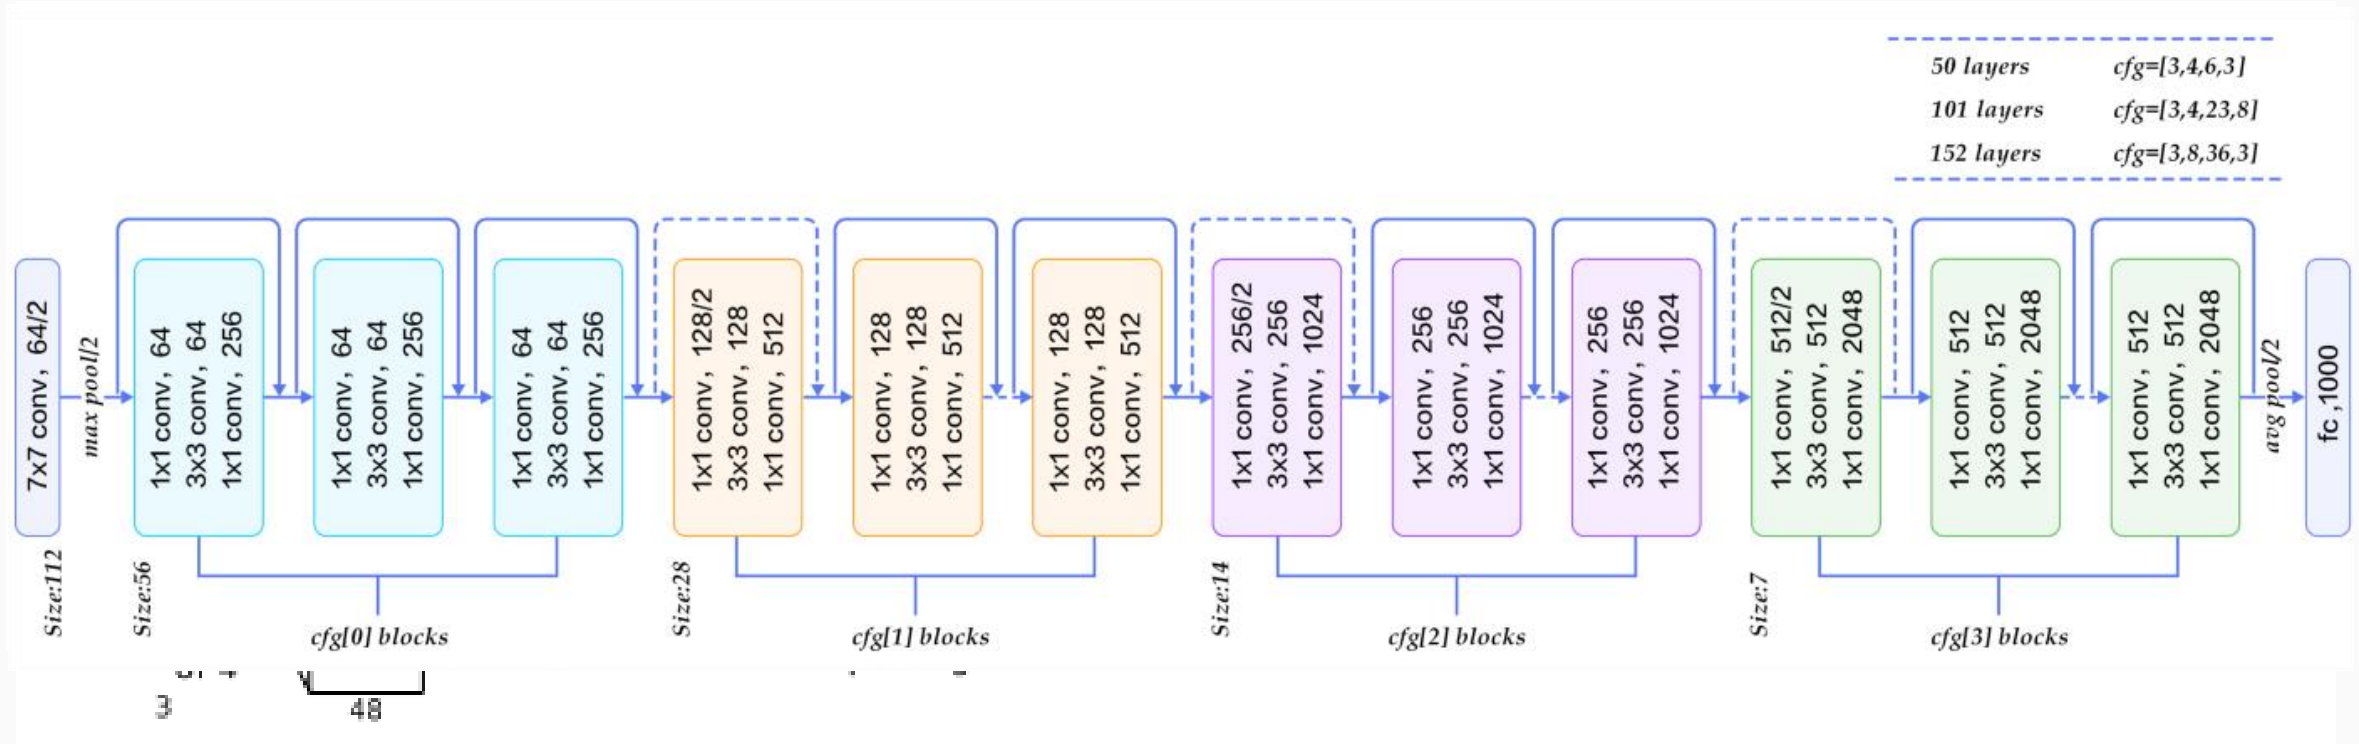 50 layers cfg=[3,4,6,3]
101 layers cfg=[3,4,23,8]
152 layers cfg=[3,8,36,3]
7x7 conv, 64/2
max pool/2
1x1 conv, 64
3x3 conv, 64
1x1 conv, 256
1x1 conv, 64
3x3 conv, 64
1x1 conv, 256
1x1 conv, 64
3x3 conv, 64
1x1 conv, 256
1x1 conv, 128/2
3x3 conv, 128
1x1 conv, 512
1x1 conv, 128
3x3 conv, 128
1x1 conv, 512
1x1 conv, 128
3x3 conv, 128
1x1 conv, 512
1x1 conv, 256/2
3x3 conv, 256
1x1 conv, 1024
1x1 conv, 256
3x3 conv, 256
1x1 conv, 1024
1x1 conv, 256
3x3 conv, 256
1x1 conv, 1024
1x1 conv, 512/2
3x3 conv, 512
1x1 conv, 2048
1x1 conv, 512
3x3 conv, 512
1x1 conv, 2048
1x1 conv, 512
3x3 conv, 512
1x1 conv, 2048
avg pool/2
fc ,1000
Size:112
Size:56
Size:28
Size:14
Size:7
cfg[0] blocks
cfg[1] blocks
cfg[2] blocks
cfg[3] blocks
3
48